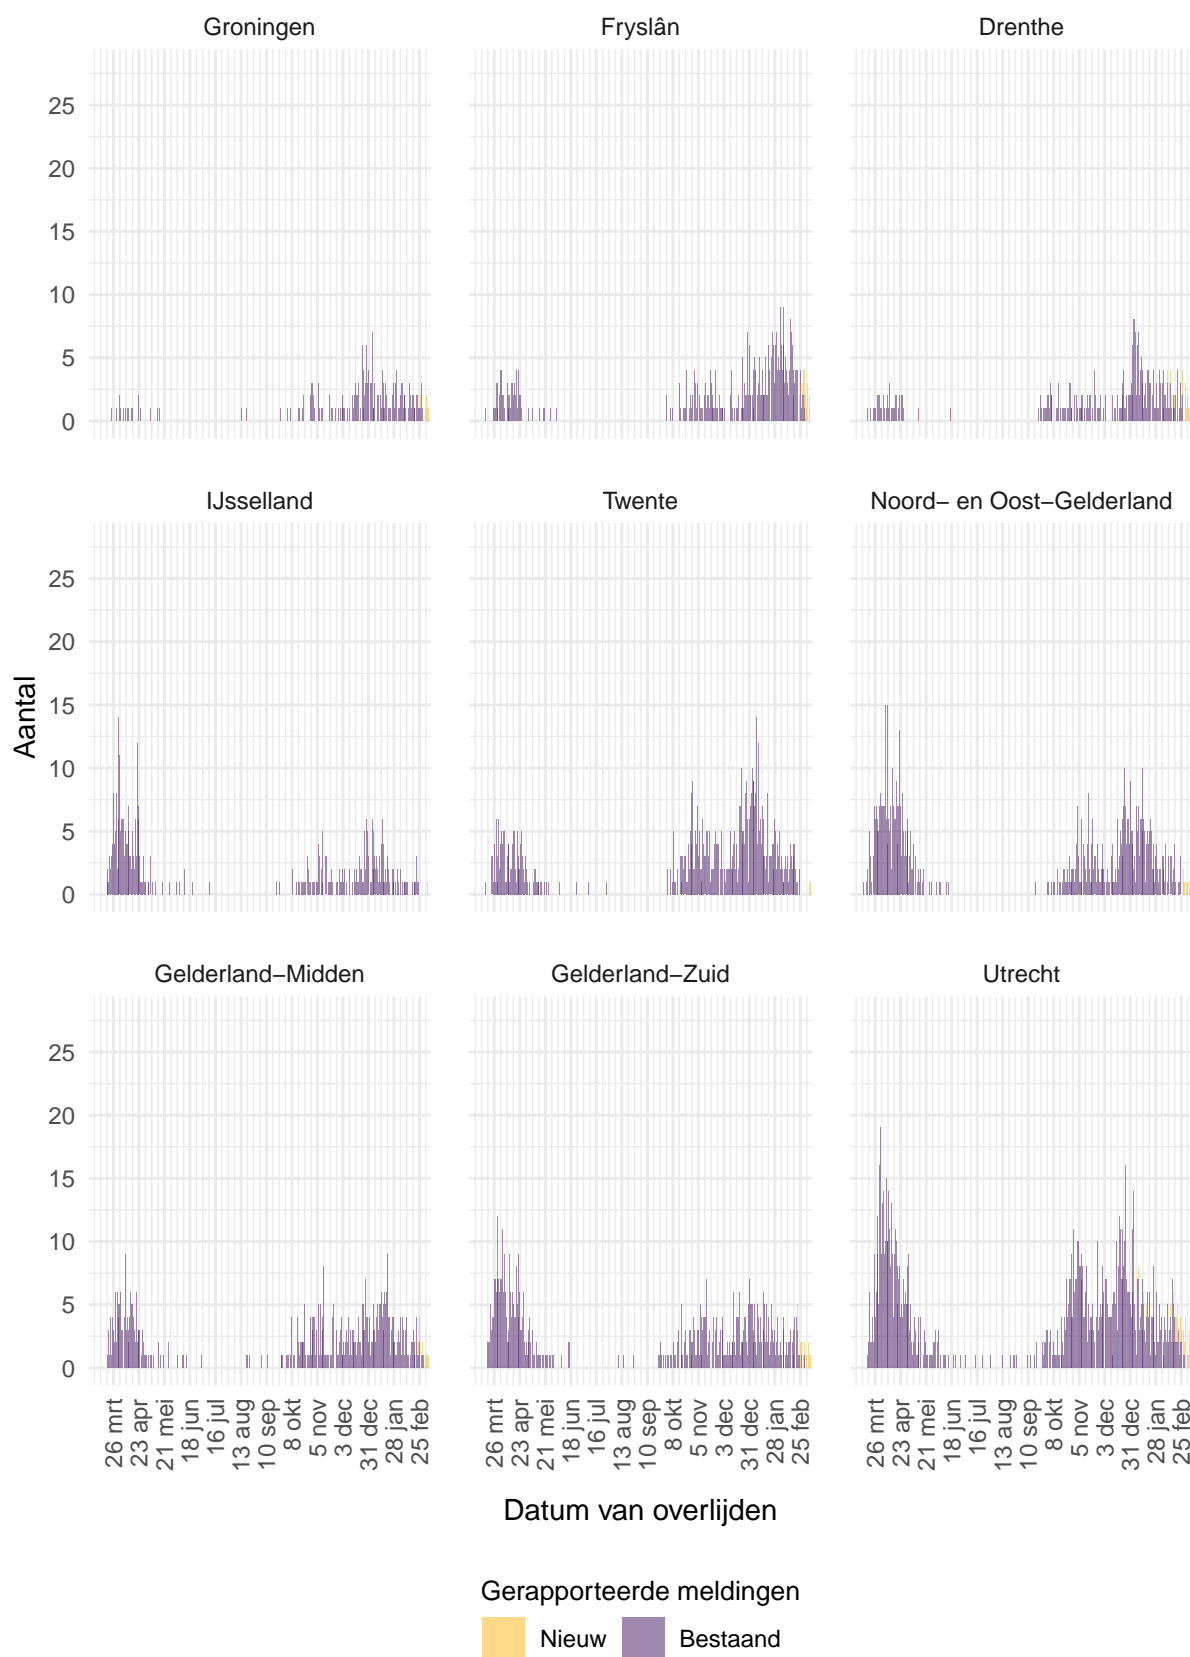 Groningen Fryslân Drenthe
25
20
15
10
5
0
IJsselland Twente Noord− en Oost−Gelderland
25
20
15
10
5
0
Aantal
Gelderland−Midden Gelderland−Zuid Utrecht
25
20
15
10
5
0
26 mrt 23 apr 21 mei 18 jun 16 jul 13 aug 10 sep 8 okt 5 nov 3 dec 31 dec 28 jan 25 feb
26 mrt 23 apr 21 mei 18 jun 16 jul 13 aug 10 sep 8 okt 5 nov 3 dec 31 dec 28 jan 25 feb
26 mrt 23 apr 21 mei 18 jun 16 jul 13 aug 10 sep 8 okt 5 nov 3 dec 31 dec 28 jan 25 feb
Datum van overlijden
Gerapporteerde meldingen
Nieuw Bestaand